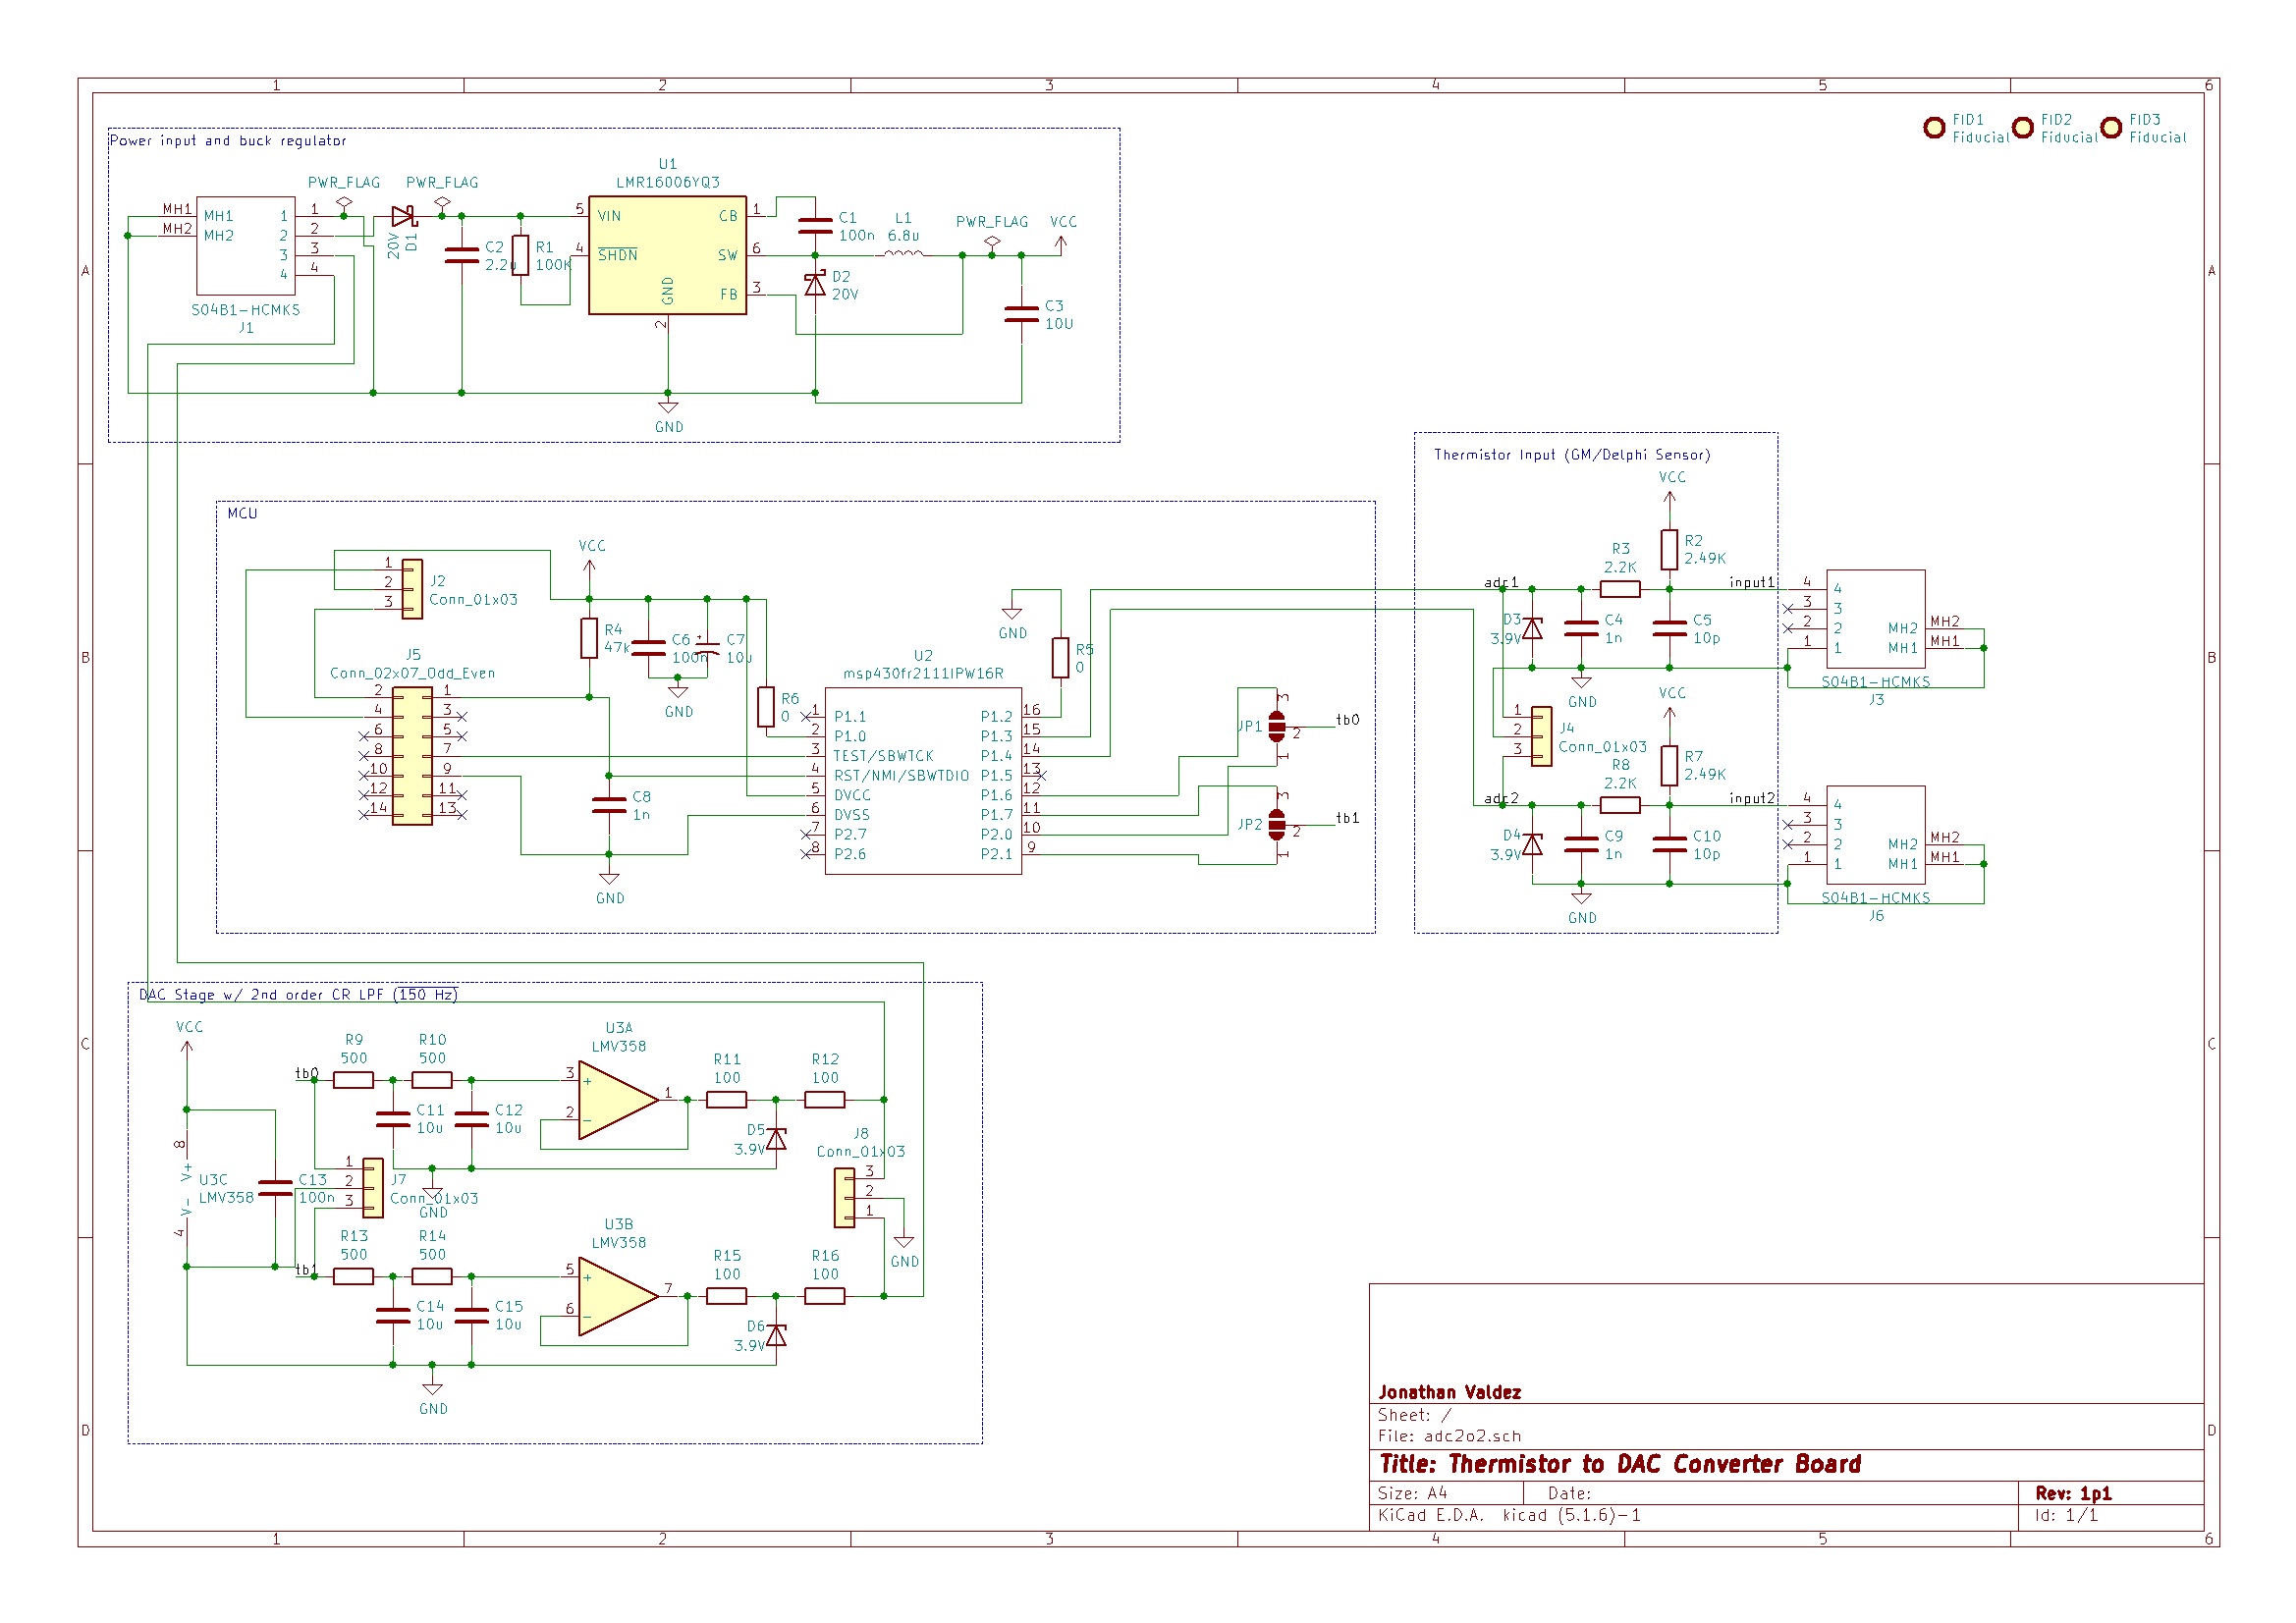 1 2 3 4 5 6
A A
B B
C C
D D
1 2 3 4 5 6
FID1
Fiducial
FID2
Fiducial
FID3
Fiducial
Power input and buck regulator
PWR_FLAG
PWR_FLAG
U1
LMR16006YQ3
MH1 MH1 1 1
MH2 MH2 2 2
3 3
4 4
S04B1-HCMKS
J1
20V
D1
C2
2.2u
R1
100K
5 VIN
4 SHDN
GND
2
CB 1
SW 6
FB 3
C1
100n
L1
6.8u
PWR_FLAG
VCC
D2
20V
C3
10U
GND
MCU
1
2
3
J2
Conn_01x03
VCC
R4
47k
C6
100n
C7
10u
GND
GND
R5
0
R6
0
J5
Conn_02x07_Odd_Even
2 1
4 3
6 5
8 7
10 9
12 11
14 13
C8
1n
GND
U2
msp430fr2111IPW16R
1 P1.1 P1.2 16
2 P1.0 P1.3 15
3 TEST/SBWTCK P1.4 14
4 RST/NMI/SBWTDIO P1.5 13
5 DVCC P1.6 12
6 DVSS P1.7 11
7 P2.7 P2.0 10
8 P2.6 P2.1 9
JP1
3
2
1
tb0
JP2
3
2
1
tb1
Thermistor Input (GM/Delphi Sensor)
VCC
R2
2.49K
R3
2.2K
adr1
input1
D3
3.9V
C4
1n
C5
10p
GND
4 4
3 3
2 2 MH2 MH2
1 1 MH1 MH1
S04B1-HCMKS
J3
VCC
1
2
3
J4
Conn_01x03
R7
2.49K
R8
2.2K
adr2
input2
D4
3.9V
C9
1n
C10
10p
GND
4 4
3 3
2 2 MH2 MH2
1 1 MH1 MH1
S04B1-HCMKS
J6
DAC Stage w/ 2nd order CR LPF (150 Hz)
VCC
tb0
R9
500
R10
500
C11
10u
C12
10u
U3A
LMV358
3 +
2 -
1
R11
100
R12
100
D5
3.9V
8
V+
V-
4
U3C
LMV358
C13
100n
1
2
3
J7
Conn_01x03
GND
J8
Conn_01x03
3
2
1
GND
tb1
R13
500
R14
500
C14
10u
C15
10u
U3B
LMV358
5 +
6 -
7
R15
100
R16
100
D6
3.9V
GND
Jonathan Valdez
Sheet: /
File: adc2o2.sch
Title: Thermistor to DAC Converter Board
Size: A4 Date: Rev: 1p1
KiCad E.D.A. kicad (5.1.6)-1 Id: 1/1